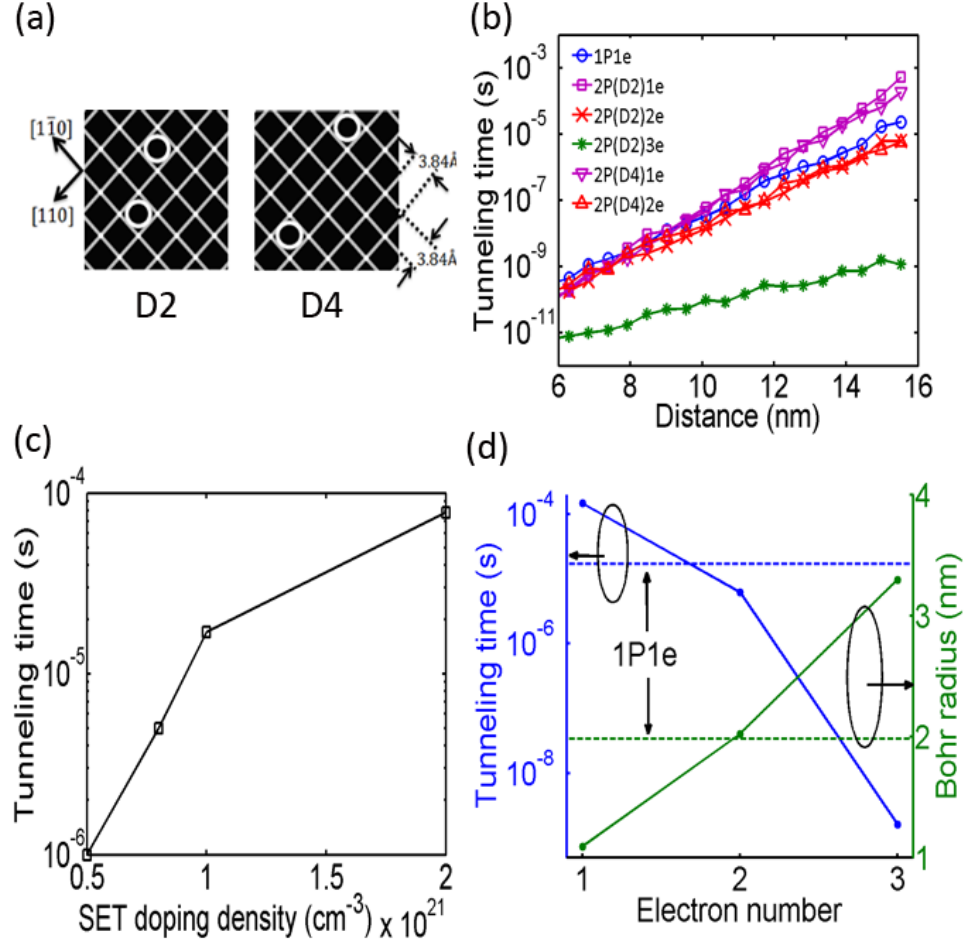 (a)
[1Ī0]
[110]
3.84Å
3.84Å
D2
D4
(b)
Tunneling time (s)
10⁻³
10⁻⁵
10⁻⁷
10⁻⁹
10⁻¹¹
1P1e
2P(D2)1e
2P(D2)2e
2P(D2)3e
2P(D4)1e
2P(D4)2e
6 8 10 12 14 16
Distance (nm)
(c)
Tunneling time (s)
10⁻⁴
10⁻⁵
10⁻⁶
0.5 1 1.5 2
SET doping density (cm⁻³) x 10²¹
(d)
Tunneling time (s)
10⁻⁴
10⁻⁶
10⁻⁸
1P1e
4
3
2
1
Bohr radius (nm)
1 2 3
Electron number